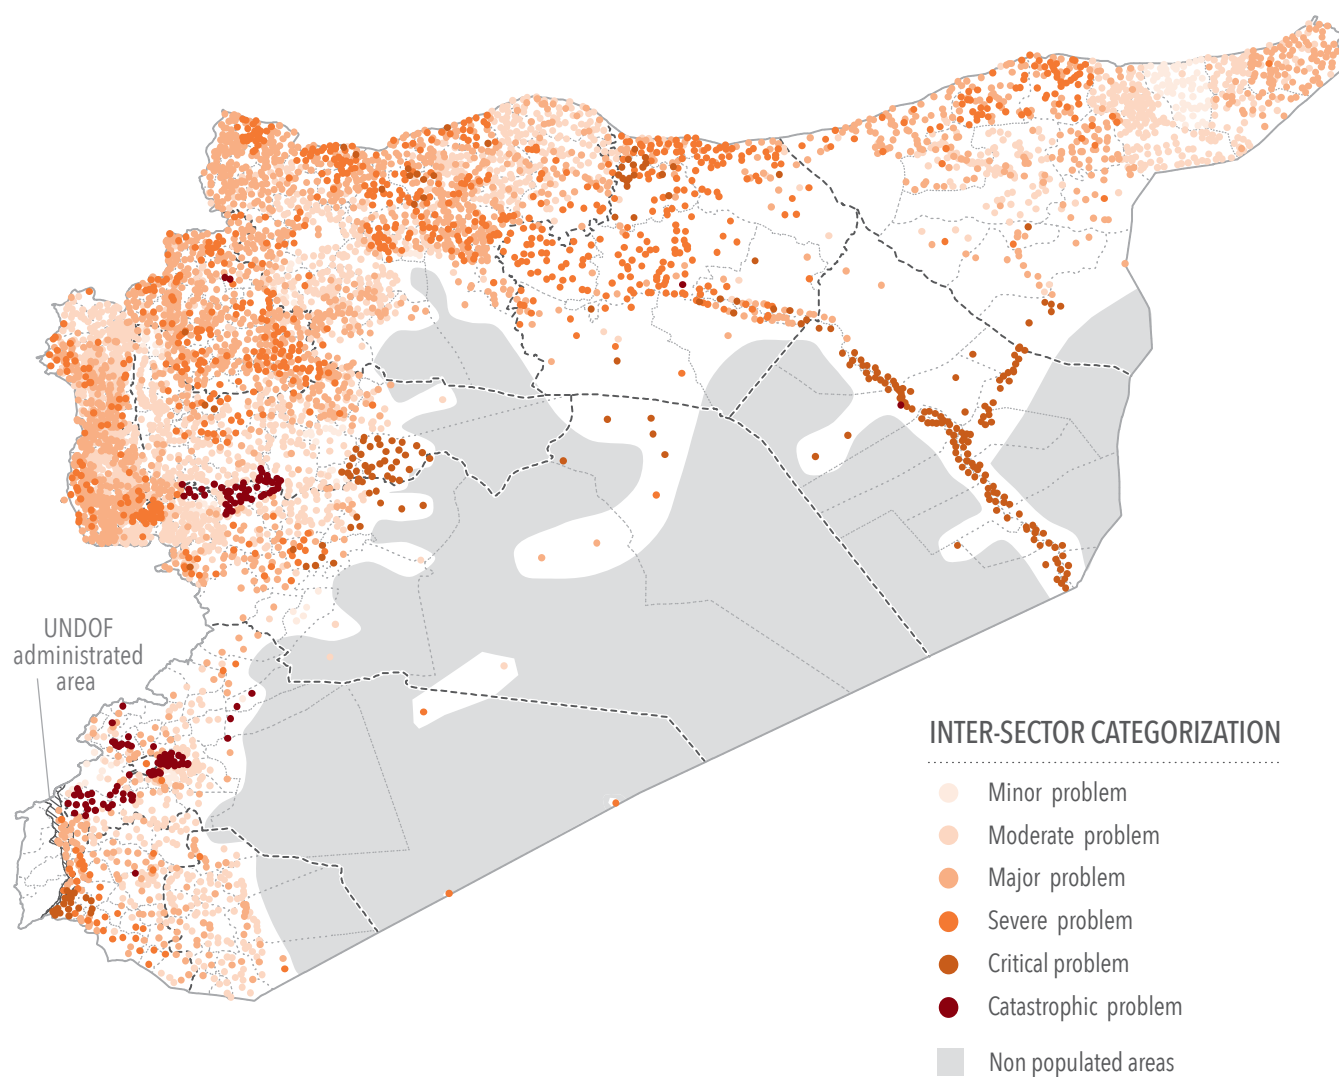 UNDOF
administrated
area
INTER-SECTOR CATEGORIZATION
Minor problem
Moderate problem
Major problem
Severe problem
Critical problem
Catastrophic problem
Non populated areas